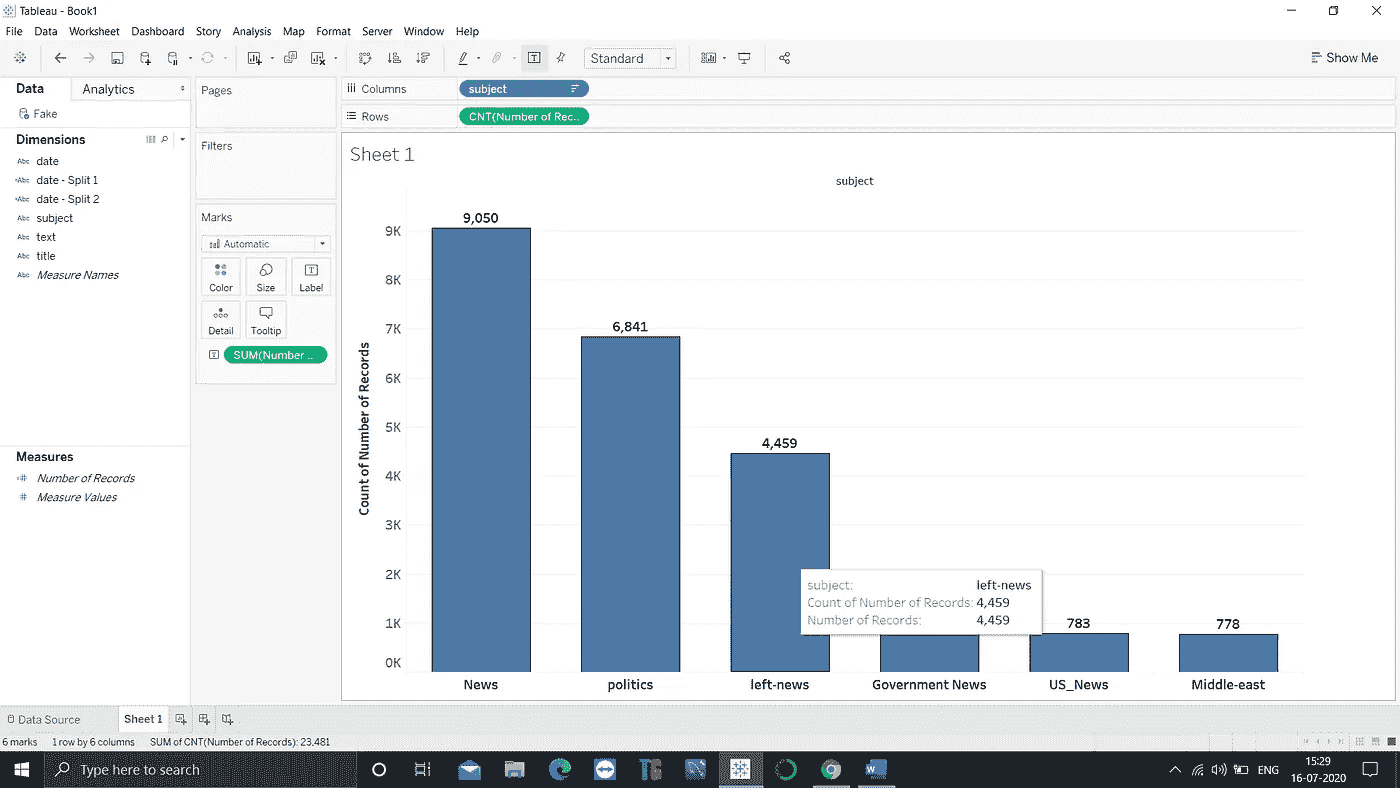 Tableau - Book1
File Data Worksheet Dashboard Story Analysis Map Format Server Window Help
Standard
Show Me
Data Analytics
Fake
Dimensions
Abc date
Abc date - Split 1
Abc date - Split 2
Abc subject
Abc text
Abc title
Abc Measure Names
Measures
# Number of Records
# Measure Values
Pages
Filters
Marks
Automatic
Color Size Label
Detail Tooltip
SUM(Number ..
Columns subject
Rows CNT(Number of Rec..
Sheet 1
subject
Count of Number of Records
9K
8K
7K
6K
5K
4K
3K
2K
1K
0K
9,050
6,841
4,459
783
778
subject: left-news
Count of Number of Records: 4,459
Number of Records: 4,459
News politics left-news Government News US_News Middle-east
Data Source Sheet 1
6 marks 1 row by 6 columns SUM of CNT(Number of Records): 23,481
Type here to search
ENG
15:29
16-07-2020